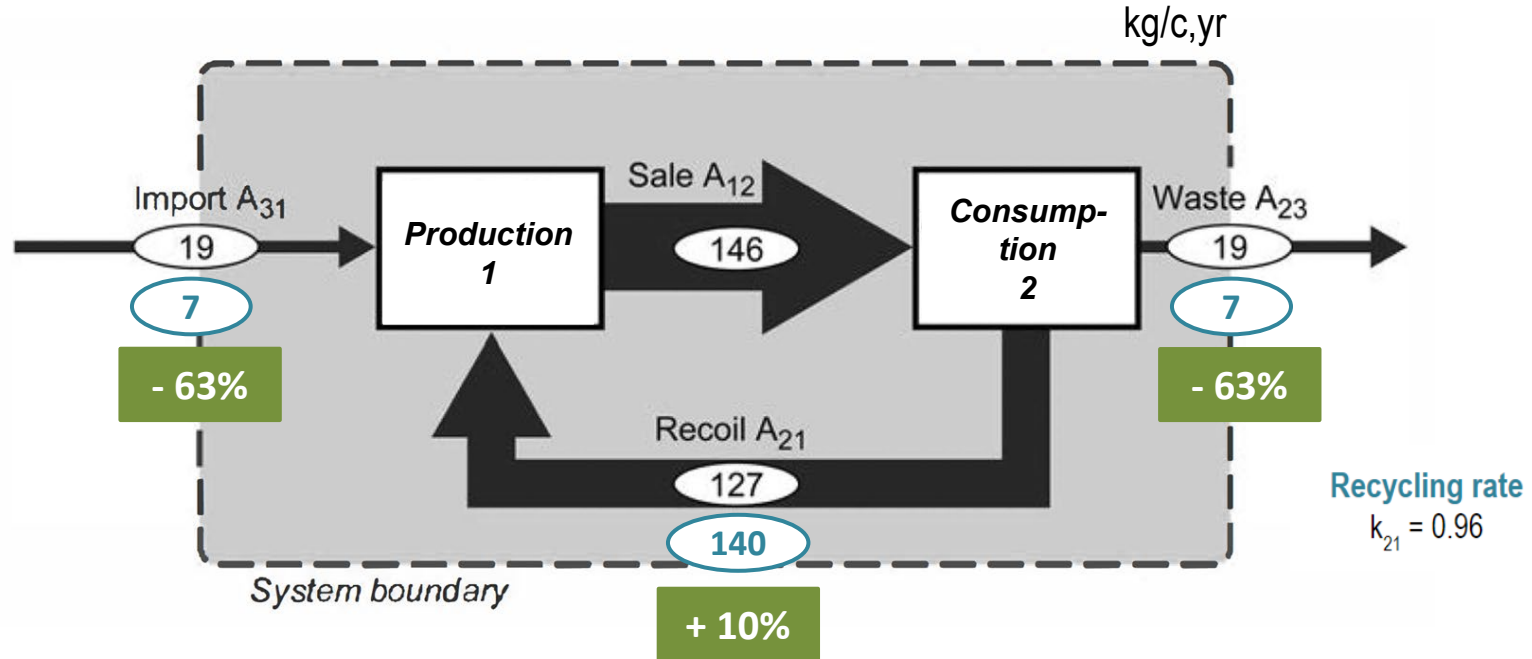 kg/c,yr
Import A31
19
7
- 63%
Production
1
Sale A12
146
Consump-
tion
2
Waste A23
19
7
- 63%
Recoil A21
127
140
+ 10%
System boundary
Recycling rate
k21 = 0.96